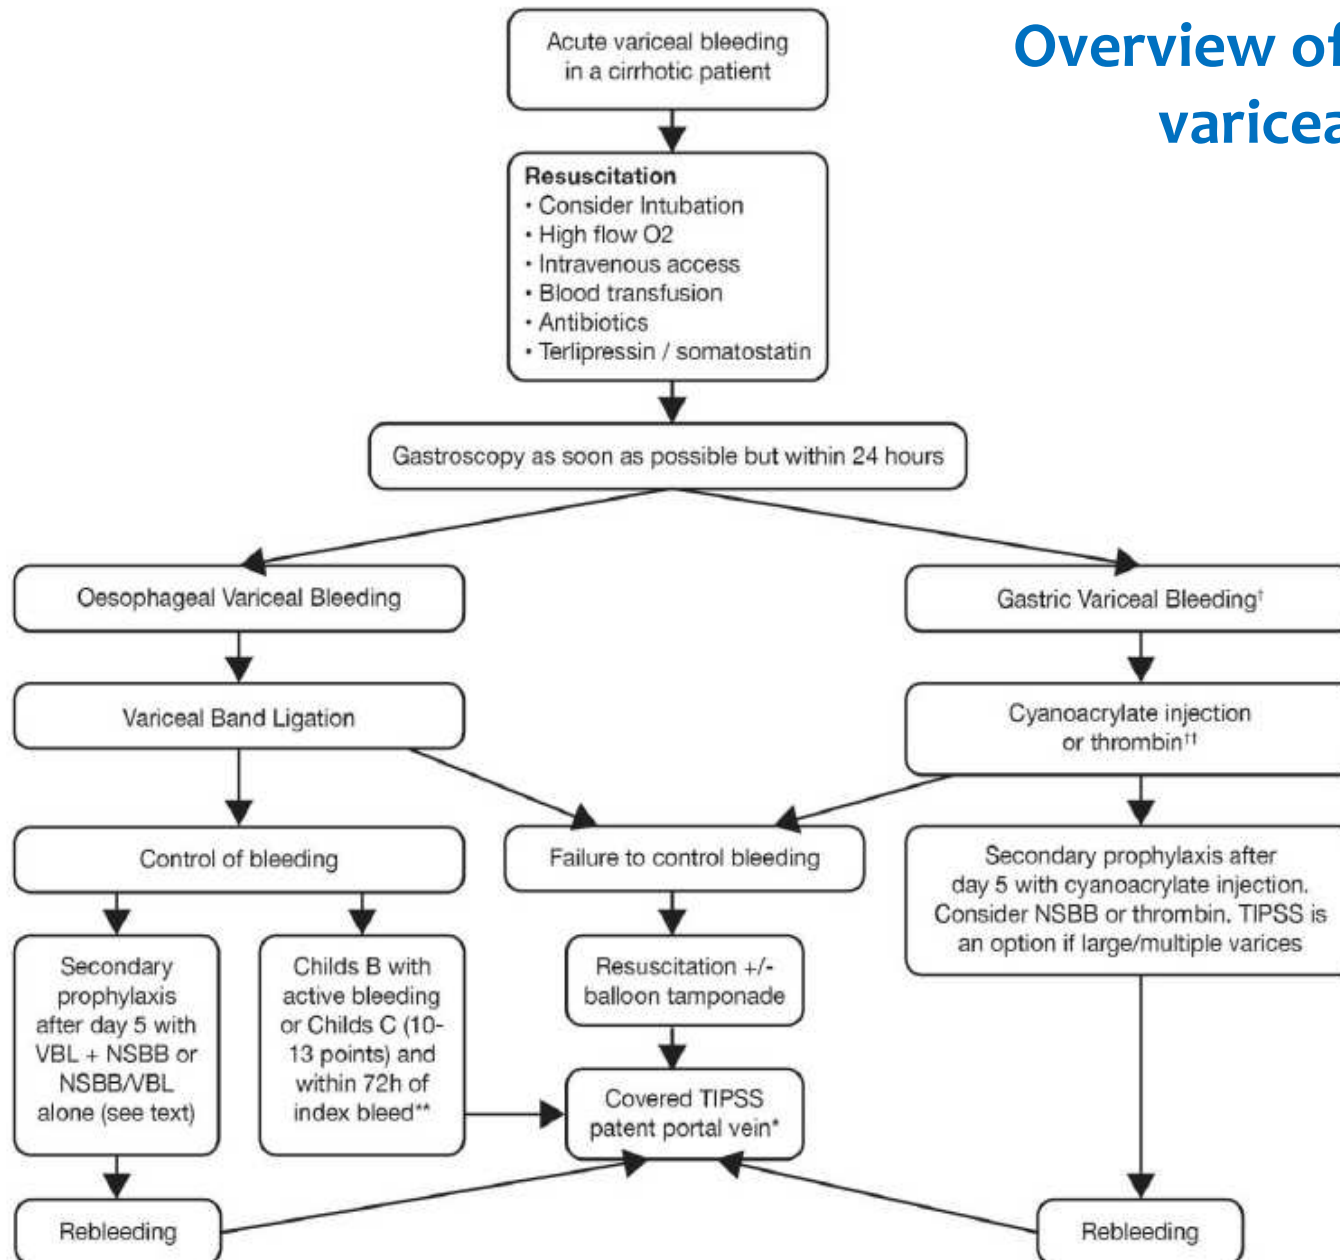 Overview of
varicea
Acute variceal bleeding
in a cirrhotic patient
Resuscitation
• Consider Intubation
• High flow O2
• Intravenous access
• Blood transfusion
• Antibiotics
• Terlipressin / somatostatin
Gastroscopy as soon as possible but within 24 hours
Oesophageal Variceal Bleeding
Gastric Variceal Bleeding†
Variceal Band Ligation
Cyanoacrylate injection
or thrombin††
Control of bleeding
Failure to control bleeding
Secondary prophylaxis after
day 5 with cyanoacrylate injection.
Consider NSBB or thrombin. TIPSS is
an option if large/multiple varices
Secondary
prophylaxis
after day 5 with
VBL + NSBB or
NSBB/VBL
alone (see text)
Childs B with
active bleeding
or Childs C (10-
13 points) and
within 72h of
index bleed**
Resuscitation +/-
balloon tamponade
Covered TIPSS
patent portal vein*
Rebleeding
Rebleeding